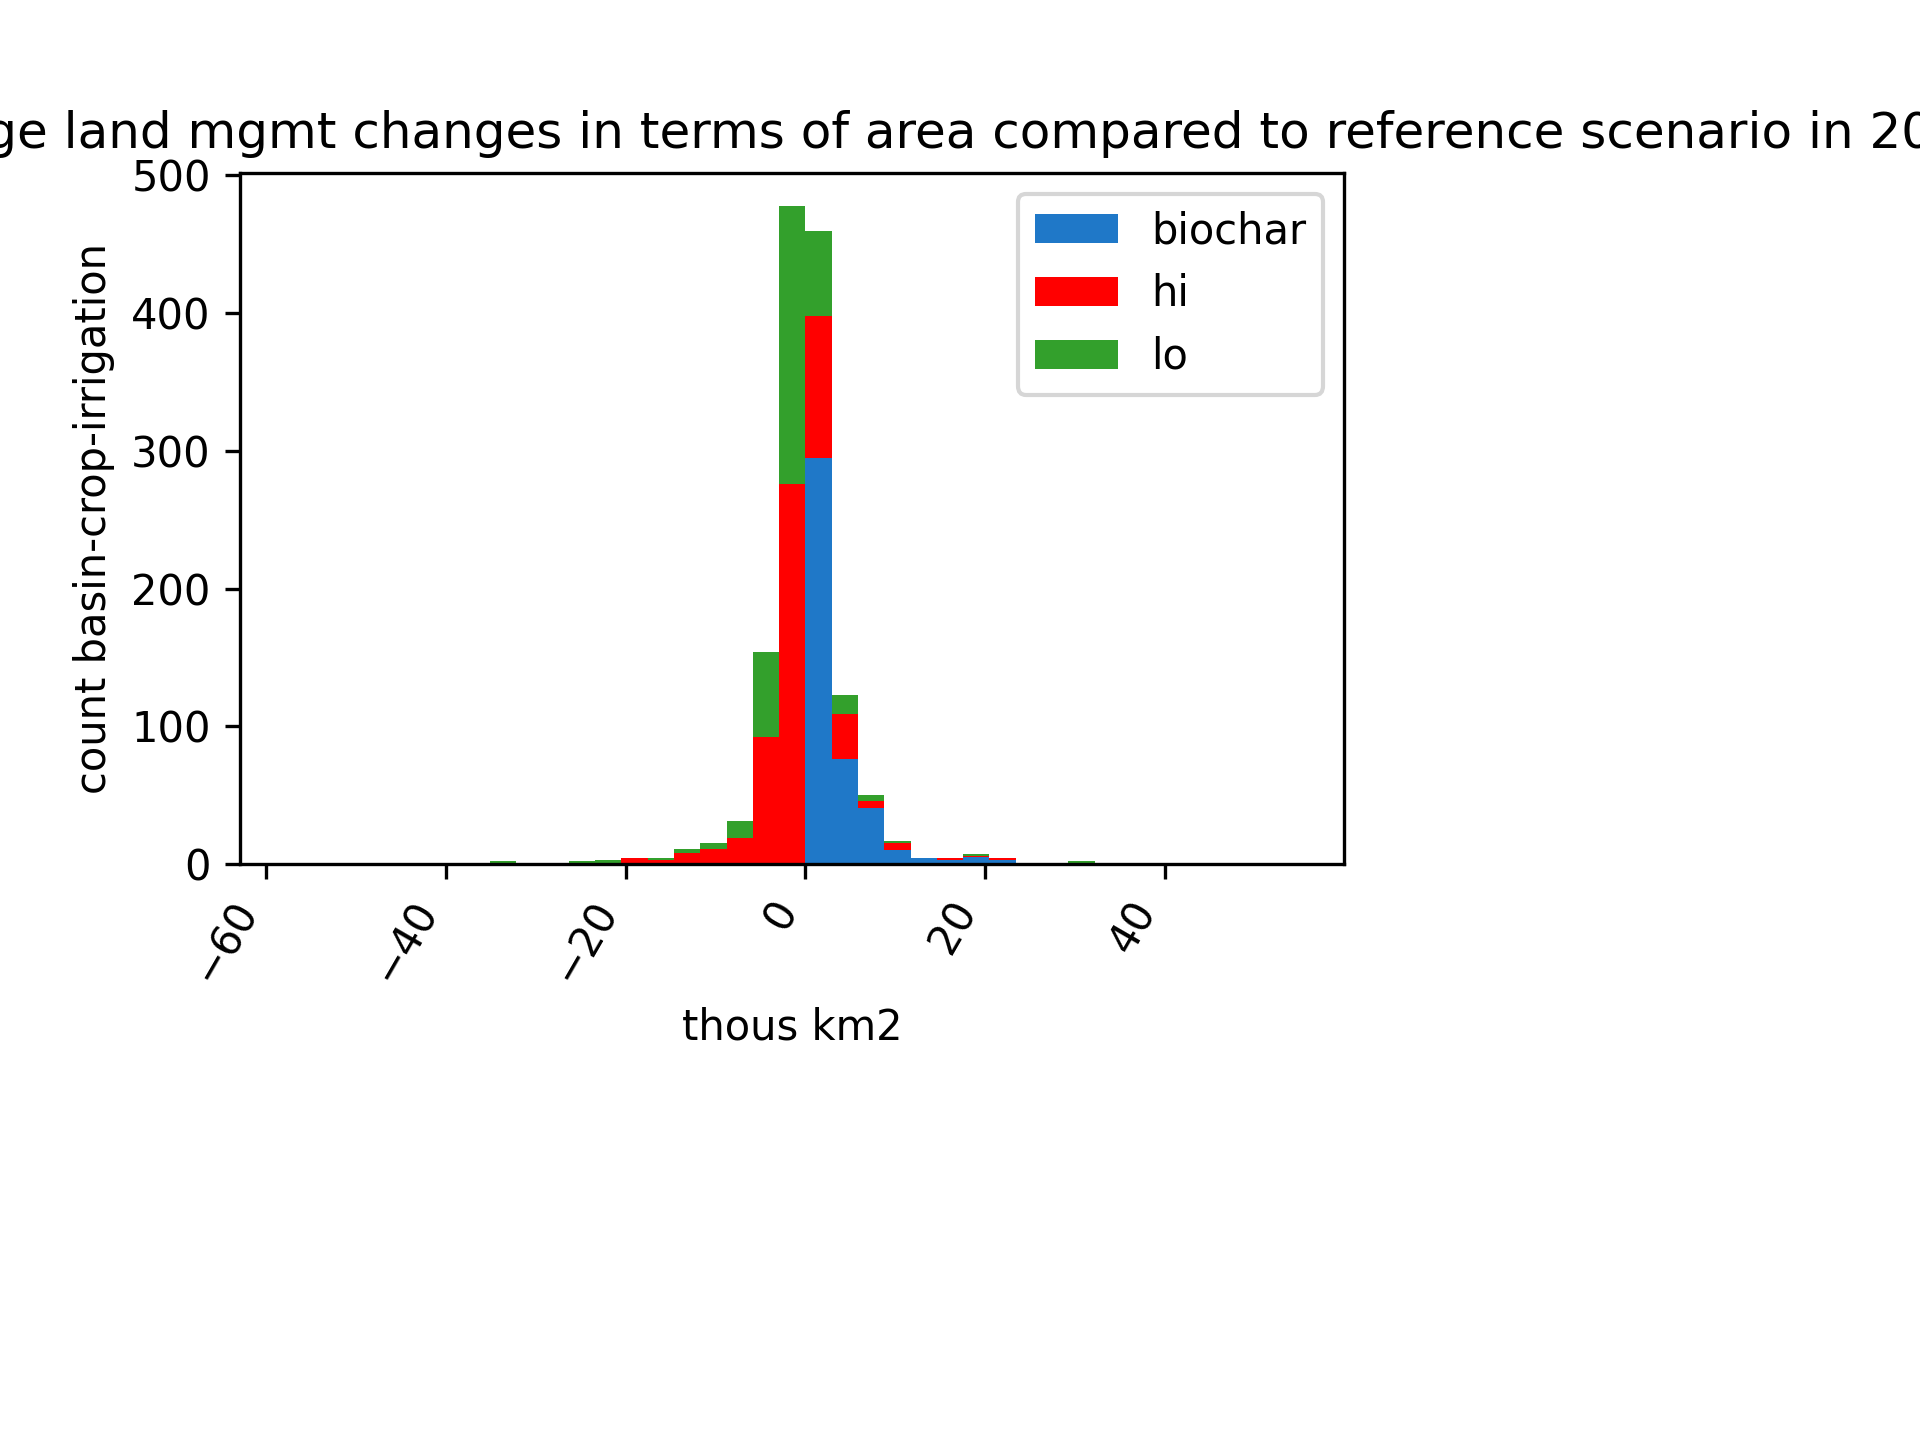 ge land mgmt changes in terms of area compared to reference scenario in 20
500
400
300
200
100
0
count basin-crop-irrigation
biochar
hi
lo
−60
−40
−20
0
20
40
thous km2